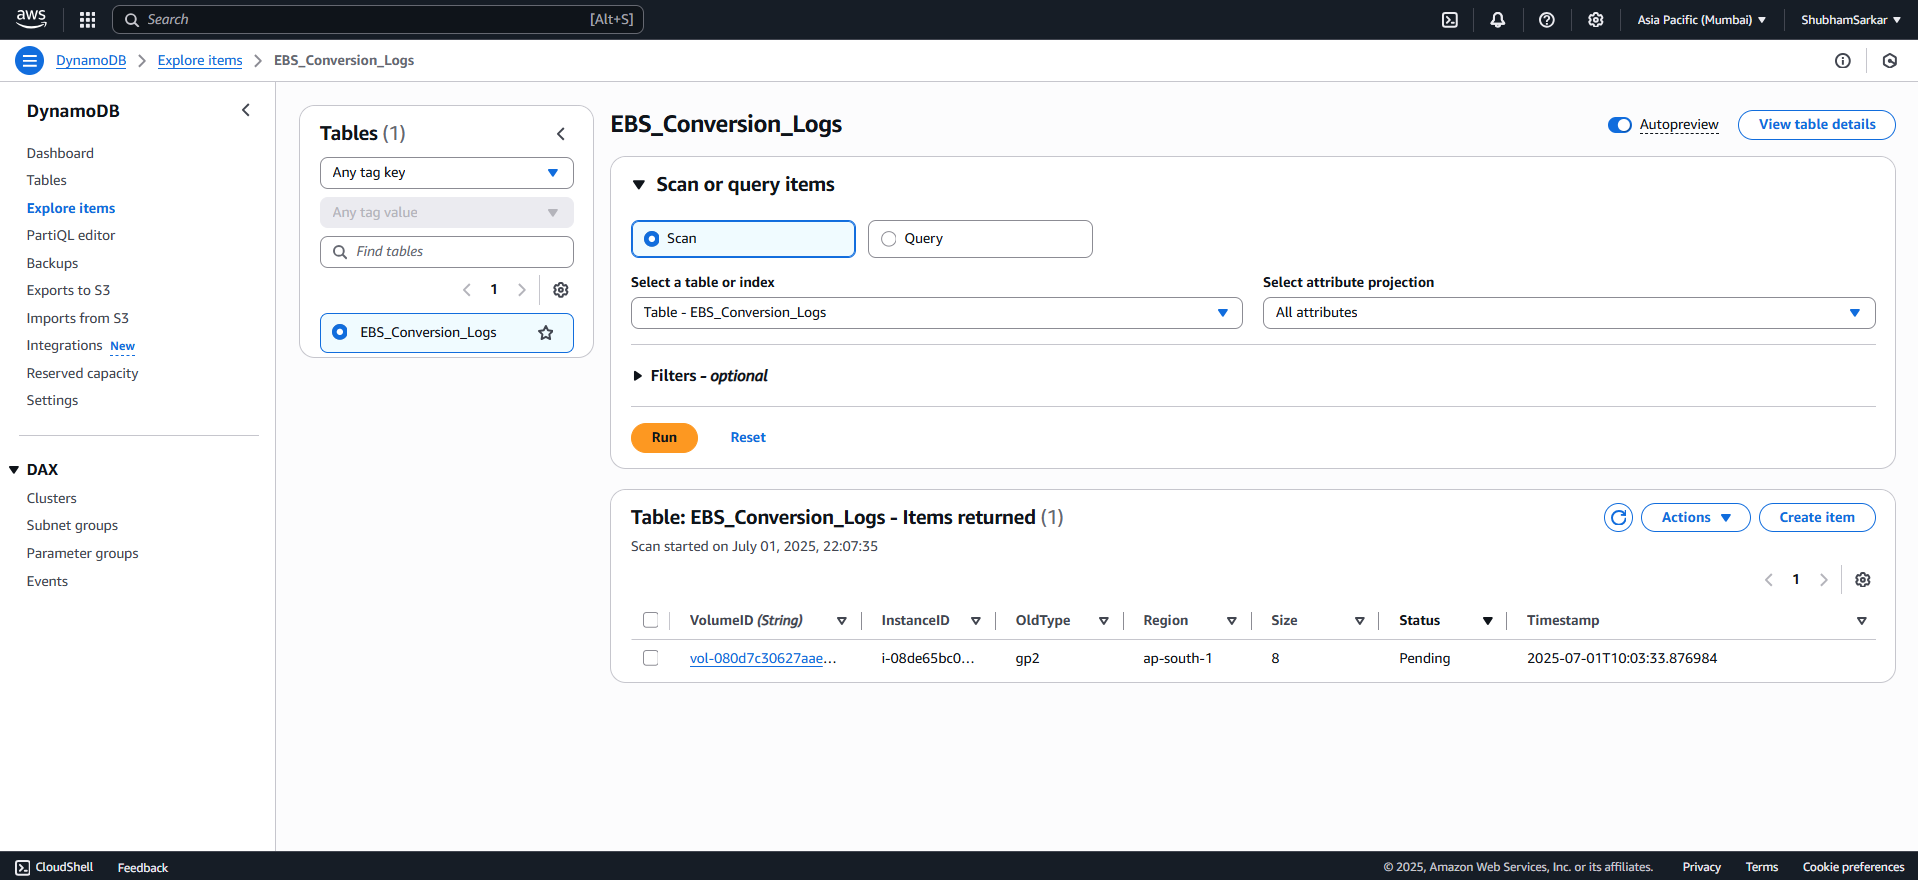 aws
Search [Alt+S]
Asia Pacific (Mumbai)
ShubhamSarkar
DynamoDB
Explore items
EBS_Conversion_Logs
DynamoDB
Dashboard
Tables
Explore items
PartiQL editor
Backups
Exports to S3
Imports from S3
Integrations New
Reserved capacity
Settings
DAX
Clusters
Subnet groups
Parameter groups
Events
Tables (1)
Any tag key
Any tag value
Find tables
1
EBS_Conversion_Logs
EBS_Conversion_Logs
Autopreview
View table details
Scan or query items
Scan
Query
Select a table or index
Table - EBS_Conversion_Logs
Select attribute projection
All attributes
Filters - optional
Run
Reset
Table: EBS_Conversion_Logs - Items returned (1)
Scan started on July 01, 2025, 22:07:35
Actions
Create item
1
VolumeID (String) InstanceID OldType Region Size Status Timestamp
vol-080d7c30627aae... i-08de65bc0... gp2 ap-south-1 8 Pending 2025-07-01T10:03:33.876984
CloudShell Feedback © 2025, Amazon Web Services, Inc. or its affiliates. Privacy Terms Cookie preferences